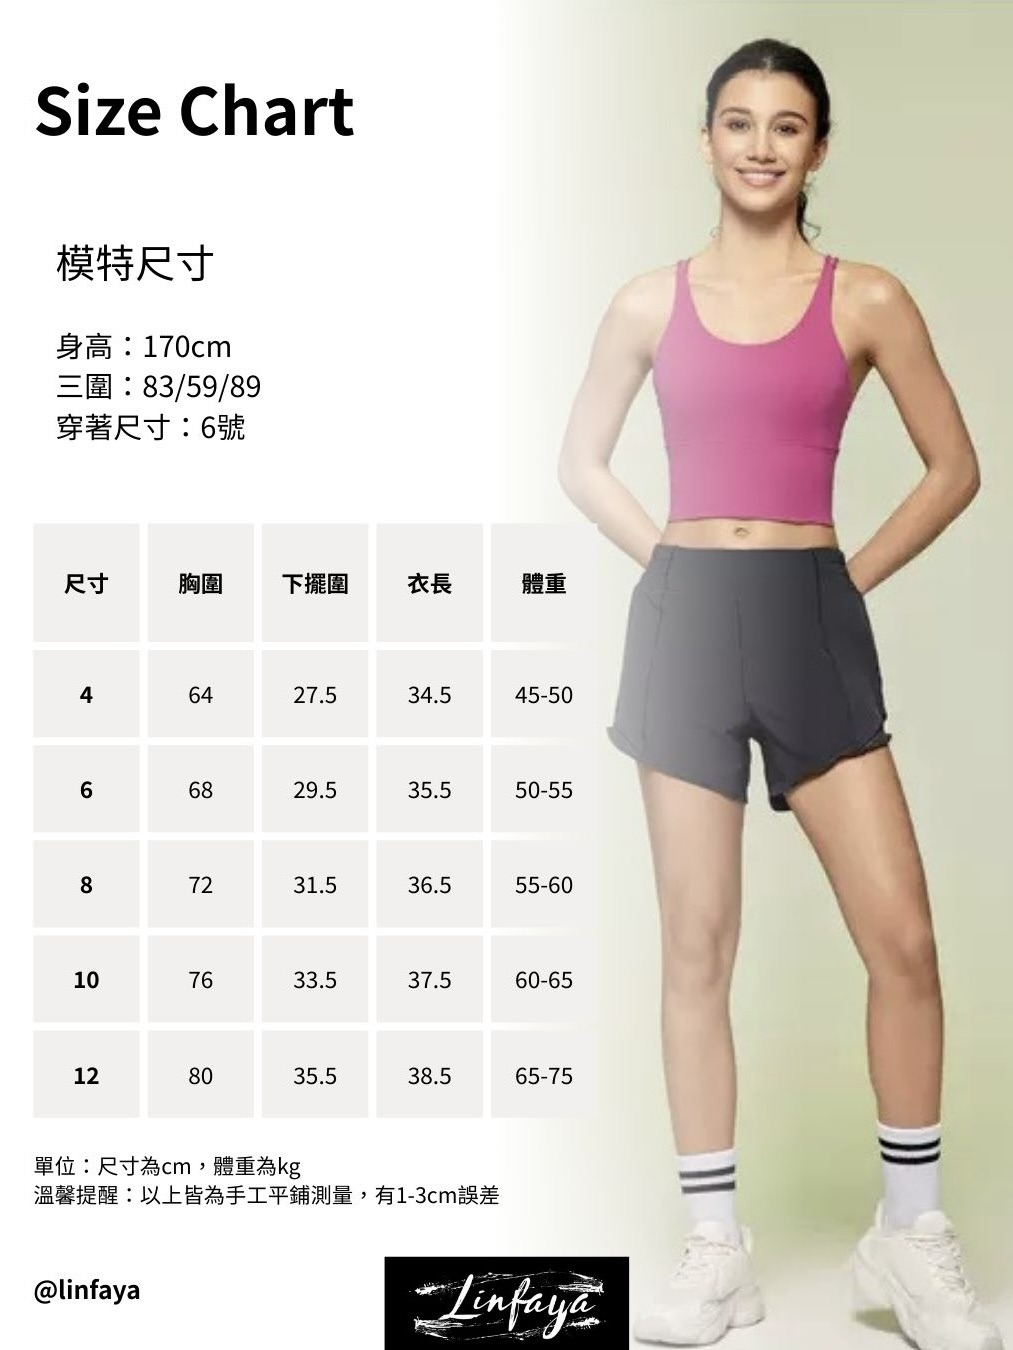 Size Chart
模特尺寸
身高：170cm
三圍：83/59/89
穿著尺寸：6號
尺寸 胸圍 下擺圍 衣長 體重
4 64 27.5 34.5 45-50
6 68 29.5 35.5 50-55
8 72 31.5 36.5 55-60
10 76 33.5 37.5 60-65
12 80 35.5 38.5 65-75
單位：尺寸為cm，體重為kg
溫馨提醒：以上皆為手工平鋪測量，有1-3cm誤差
@linfaya
Linfaya